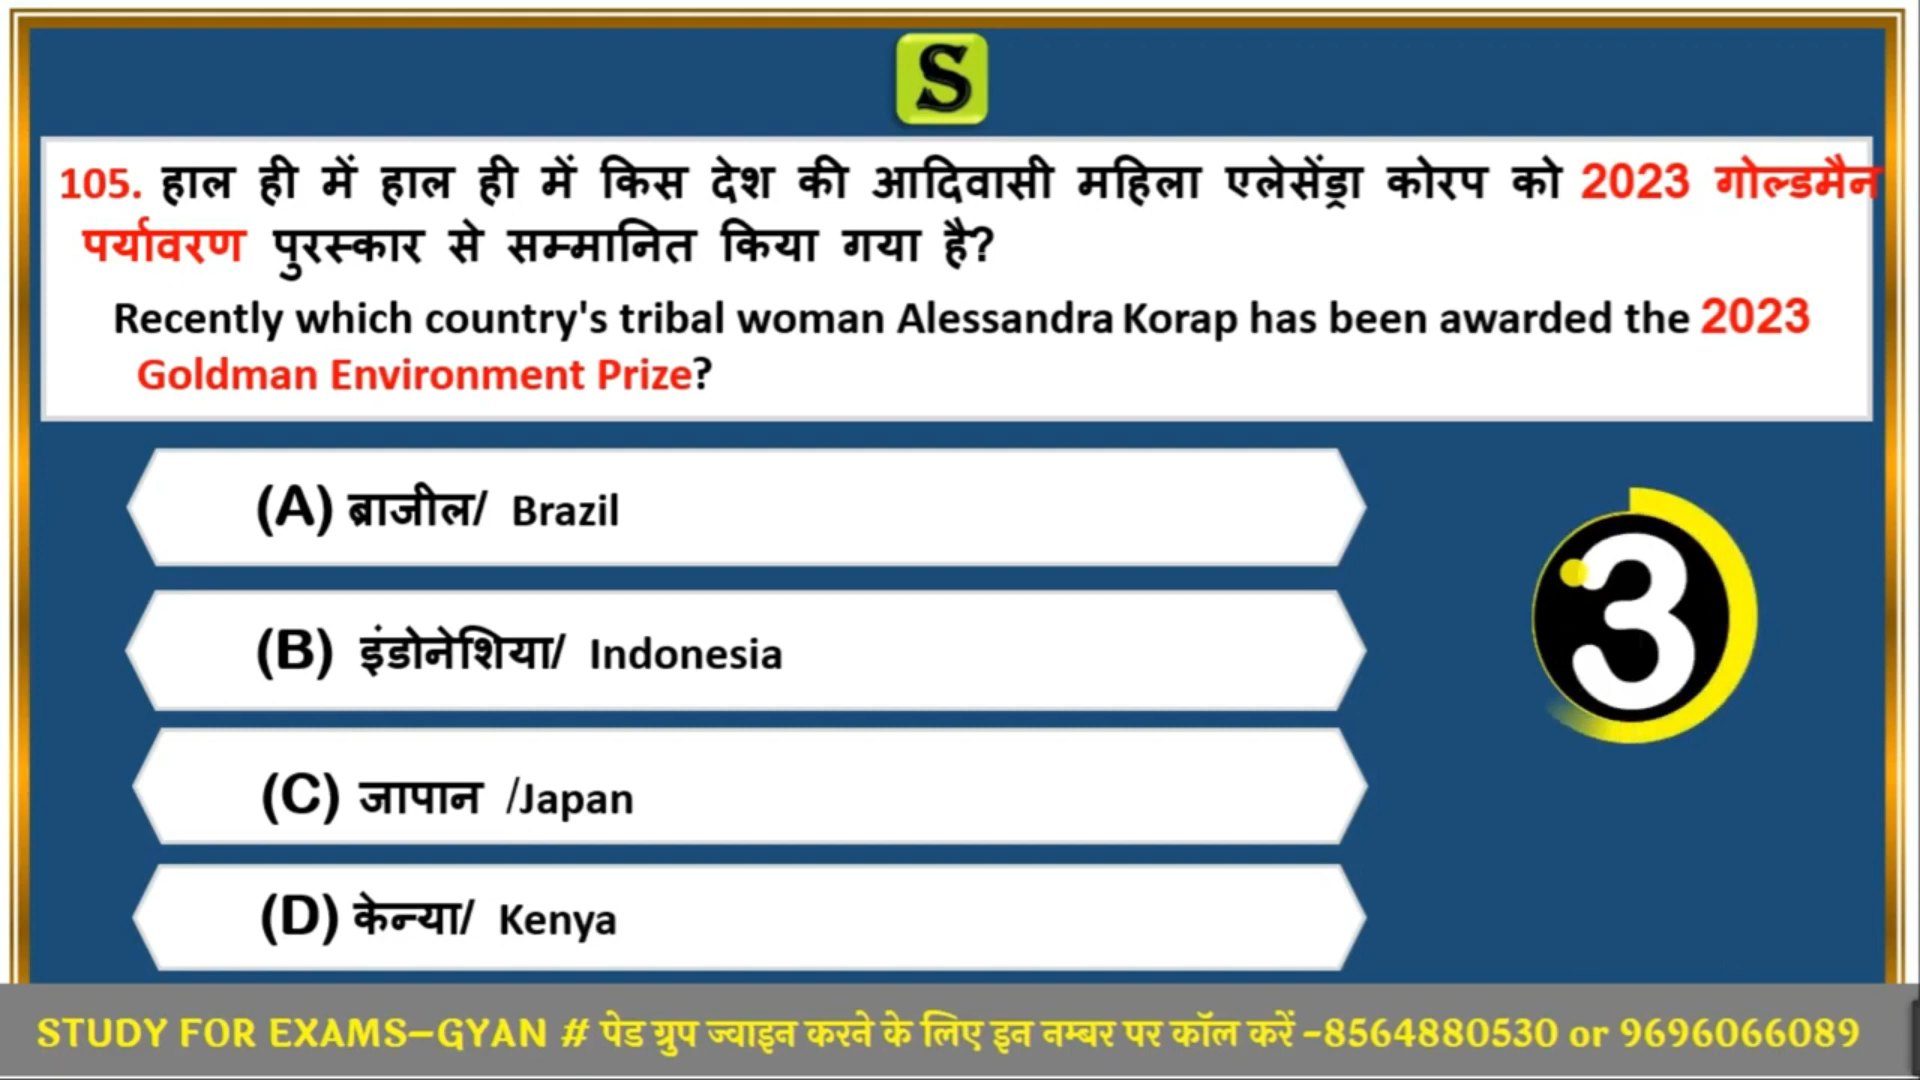 S
105. हाल ही में हाल ही में किस देश की आदिवासी महिला एलेसेंड्रा कोरप को 2023 गोल्डमैन
पर्यावरण पुरस्कार से सम्मानित किया गया है?
Recently which country's tribal woman Alessandra Korap has been awarded the 2023
Goldman Environment Prize?
(A) ब्राजील/ Brazil
(B) इंडोनेशिया/ Indonesia
3
(C) जापान /Japan
(D) केन्या/ Kenya
STUDY FOR EXAMS–GYAN # पेड ग्रुप ज्वाइन करने के लिए इन नम्बर पर कॉल करें -8564880530 or 9696066089